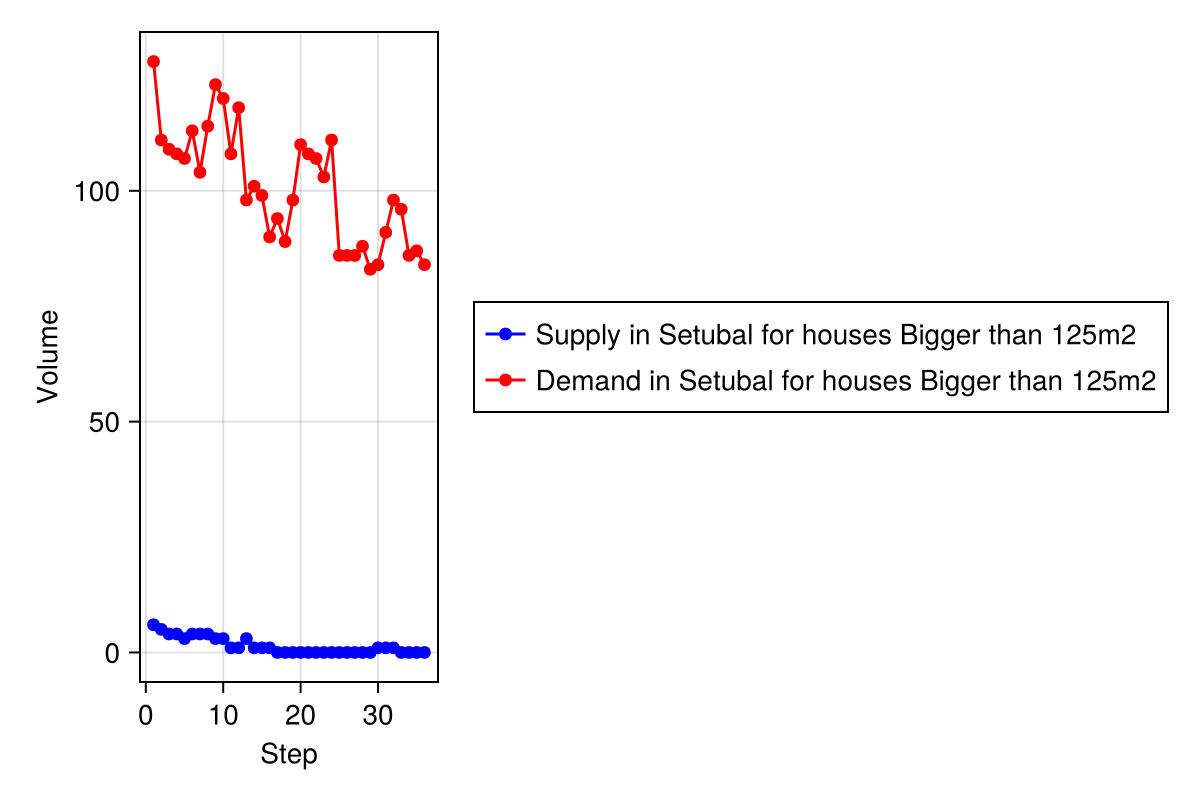 100
50
0
0 10 20 30
Volume
Step
Supply in Setubal for houses Bigger than 125m2
Demand in Setubal for houses Bigger than 125m2